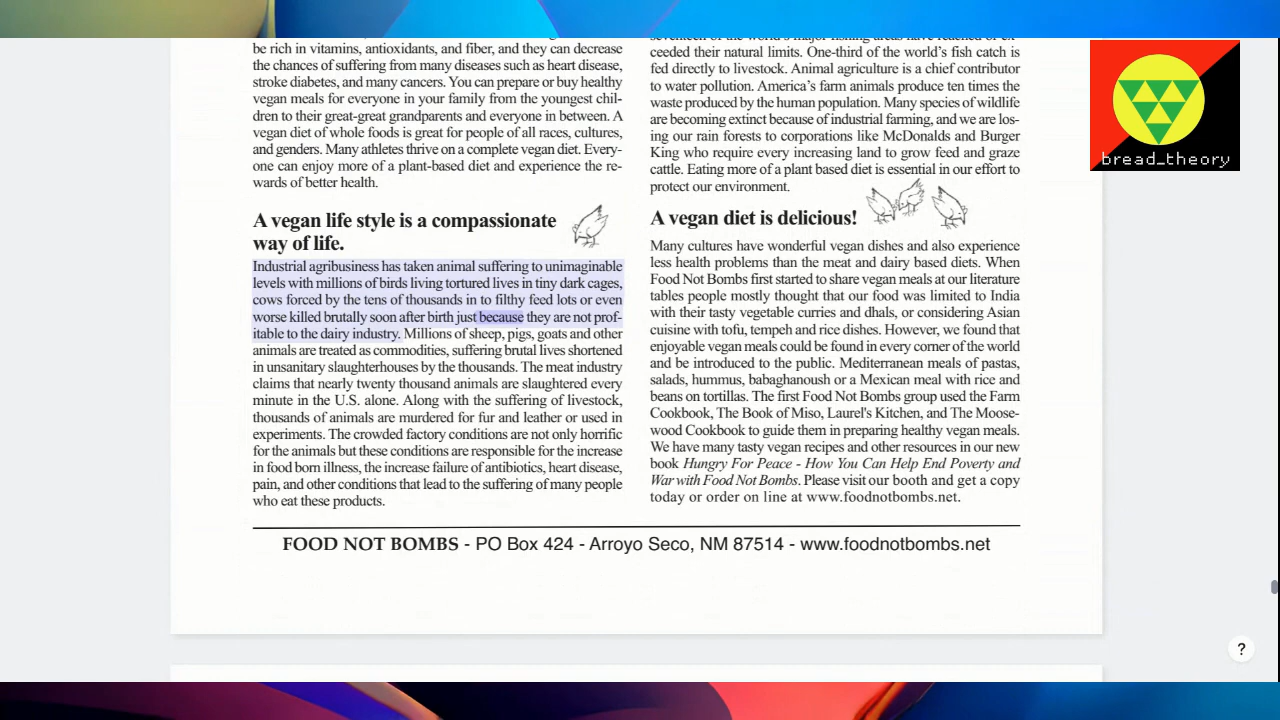 be rich in vitamins, antioxidants, and fiber, and they can decrease
the chances of suffering from many diseases such as heart disease,
stroke diabetes, and many cancers. You can prepare or buy healthy
vegan meals for everyone in your family from the youngest chil-
dren to their great-great grandparents and everyone in between. A
vegan diet of whole foods is great for people of all races, cultures,
and genders. Many athletes thrive on a complete vegan diet. Every-
one can enjoy more of a plant-based diet and experience the re-
wards of better health.
A vegan life style is a compassionate
way of life.
Industrial agribusiness has taken animal suffering to unimaginable
levels with millions of birds living tortured lives in tiny dark cages,
cows forced by the tens of thousands in to filthy feed lots or even
worse killed brutally soon after birth just because they are not prof-
itable to the dairy industry. Millions of sheep, pigs, goats and other
animals are treated as commodities, suffering brutal lives shortened
in unsanitary slaughterhouses by the thousands. The meat industry
claims that nearly twenty thousand animals are slaughtered every
minute in the U.S. alone. Along with the suffering of livestock,
thousands of animals are murdered for fur and leather or used in
experiments. The crowded factory conditions are not only horrific
for the animals but these conditions are responsible for the increase
in food born illness, the increase failure of antibiotics, heart disease,
pain, and other conditions that lead to the suffering of many people
who eat these products.
seventeen of the world's major fishing areas have reached or ex-
ceeded their natural limits. One-third of the world's fish catch is
fed directly to livestock. Animal agriculture is a chief contributor
to water pollution. America's farm animals produce ten times the
waste produced by the human population. Many species of wildlife
are becoming extinct because of industrial farming, and we are los-
ing our rain forests to corporations like McDonalds and Burger
King who require every increasing land to grow feed and graze
cattle. Eating more of a plant based diet is essential in our effort to
protect our environment.
A vegan diet is delicious!
Many cultures have wonderful vegan dishes and also experience
less health problems than the meat and dairy based diets. When
Food Not Bombs first started to share vegan meals at our literature
tables people mostly thought that our food was limited to India
with their tasty vegetable curries and dhals, or considering Asian
cuisine with tofu, tempeh and rice dishes. However, we found that
enjoyable vegan meals could be found in every corner of the world
and be introduced to the public. Mediterranean meals of pastas,
salads, hummus, babaghanoush or a Mexican meal with rice and
beans on tortillas. The first Food Not Bombs group used the Farm
Cookbook, The Book of Miso, Laurel's Kitchen, and The Moose-
wood Cookbook to guide them in preparing healthy vegan meals.
We have many tasty vegan recipes and other resources in our new
book Hungry For Peace - How You Can Help End Poverty and
War with Food Not Bombs. Please visit our booth and get a copy
today or order on line at www.foodnotbombs.net.
FOOD NOT BOMBS - PO Box 424 - Arroyo Seco, NM 87514 - www.foodnotbombs.net
bread_theory
?